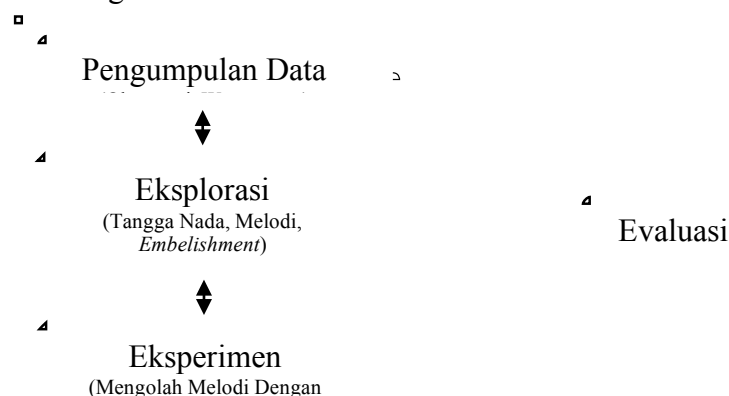 Pengumpulan Data
Eksplorasi
(Tangga Nada, Melodi,
Embelishment)
Evaluasi
Eksperimen
(Mengolah Melodi Dengan